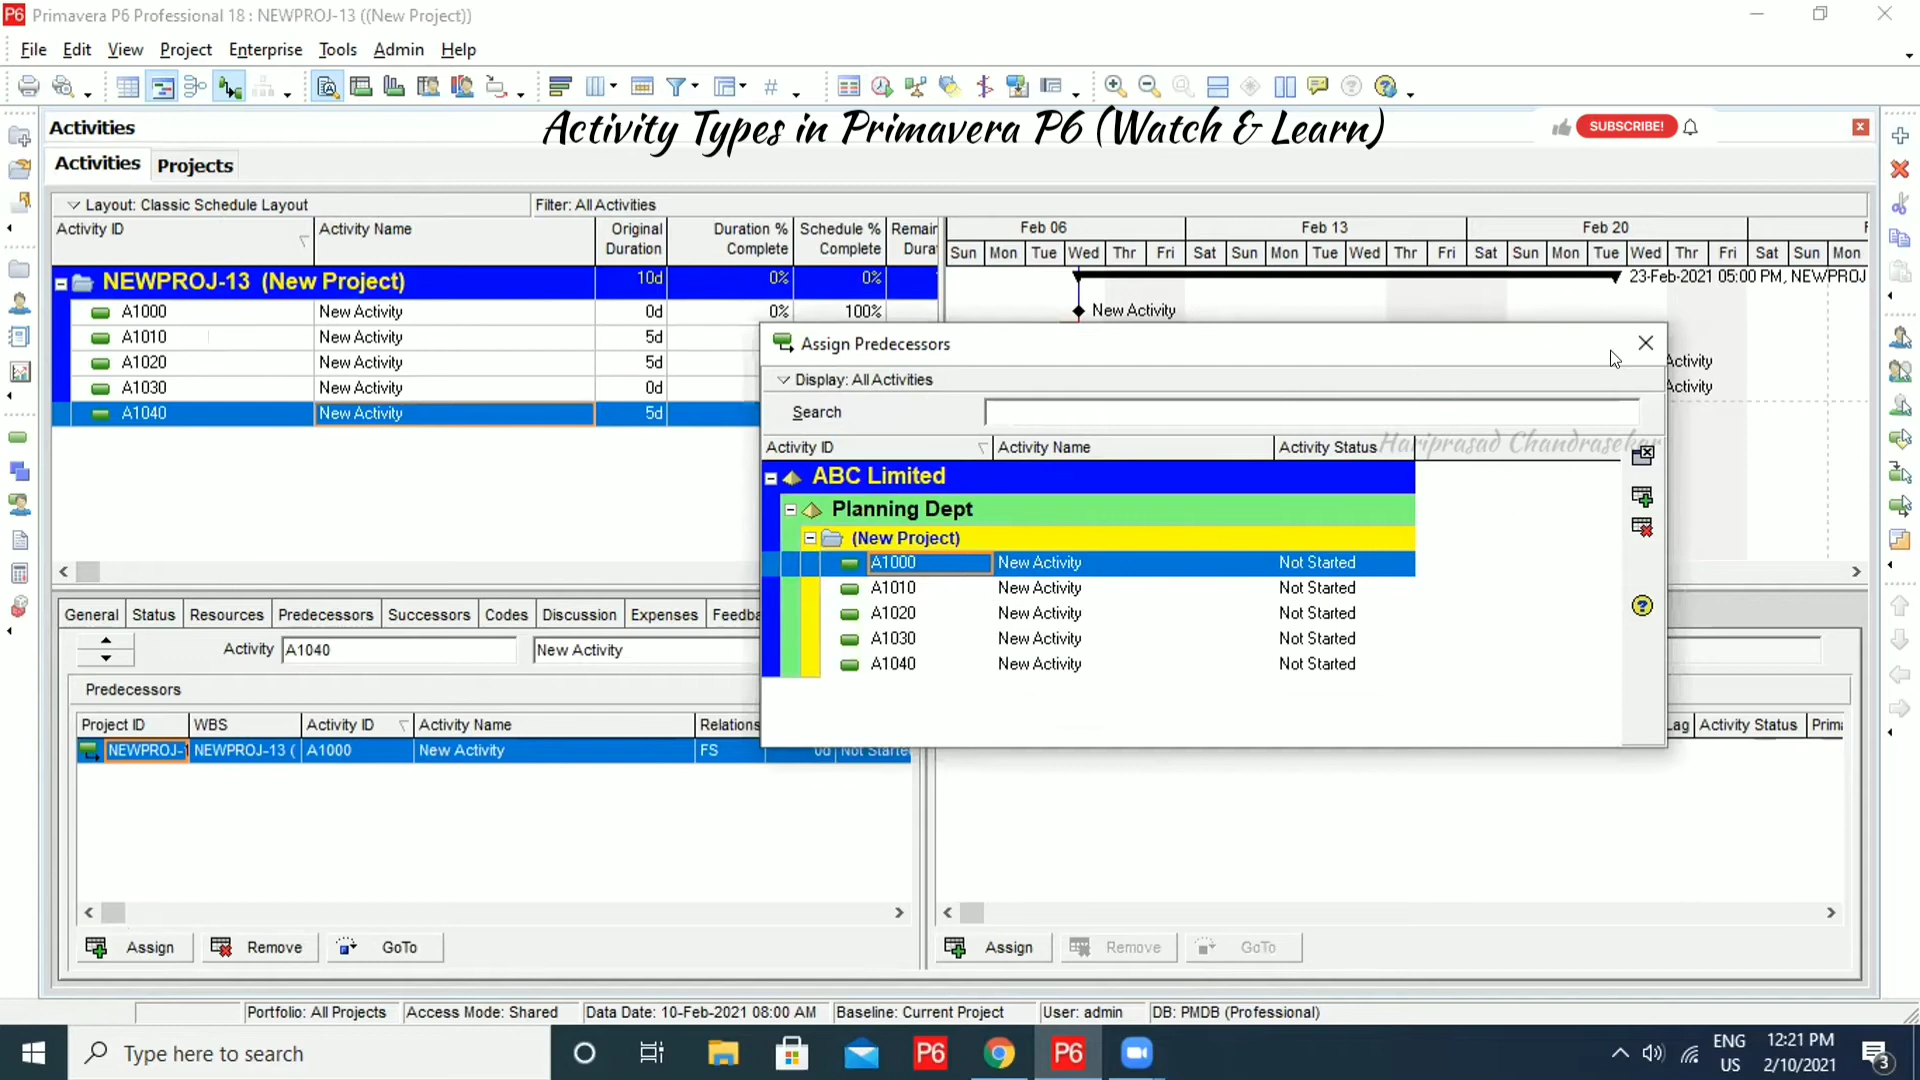 P6 Primavera P6 Professional 18 : NEWPROJ-13 ((New Project))
File Edit View Project Enterprise Tools Admin Help
Activity Types in Primavera P6 (Watch & Learn)
SUBSCRIBE!
Activities
Activities Projects
Layout: Classic Schedule Layout Filter: All Activities
Activity ID Activity Name Original Duration Duration % Complete Schedule % Complete Remain Durat
Feb 06 Feb 13 Feb 20
Sun Mon Tue Wed Thr Fri Sat Sun Mon Tue Wed Thr Fri Sat Sun Mon Tue Wed Thr Fri Sat Sun Mon
NEWPROJ-13 (New Project) 10d 0% 0% 23-Feb-2021 05:00 PM, NEWPROJ
A1000 New Activity 0d 0% 100% New Activity
A1010 New Activity 5d
A1020 New Activity 5d Activity
A1030 New Activity 0d Activity
A1040 New Activity 5d
Assign Predecessors
Display: All Activities
Search
Hariprasad Chandrasekar
Activity ID Activity Name Activity Status
ABC Limited
Planning Dept
(New Project)
A1000 New Activity Not Started
A1010 New Activity Not Started
A1020 New Activity Not Started
A1030 New Activity Not Started
A1040 New Activity Not Started
General Status Resources Predecessors Successors Codes Discussion Expenses Feedba
Activity A1040 New Activity
Predecessors
Project ID WBS Activity ID Activity Name Relations
NEWPROJ-1 NEWPROJ-13 ( A1000 New Activity FS 0d Not Starte
Lag Activity Status Prima
Assign Remove GoTo Assign Remove GoTo
Portfolio: All Projects Access Mode: Shared Data Date: 10-Feb-2021 08:00 AM Baseline: Current Project User: admin DB: PMDB (Professional)
Type here to search P6 P6 ENG US 12:21 PM 2/10/2021 3